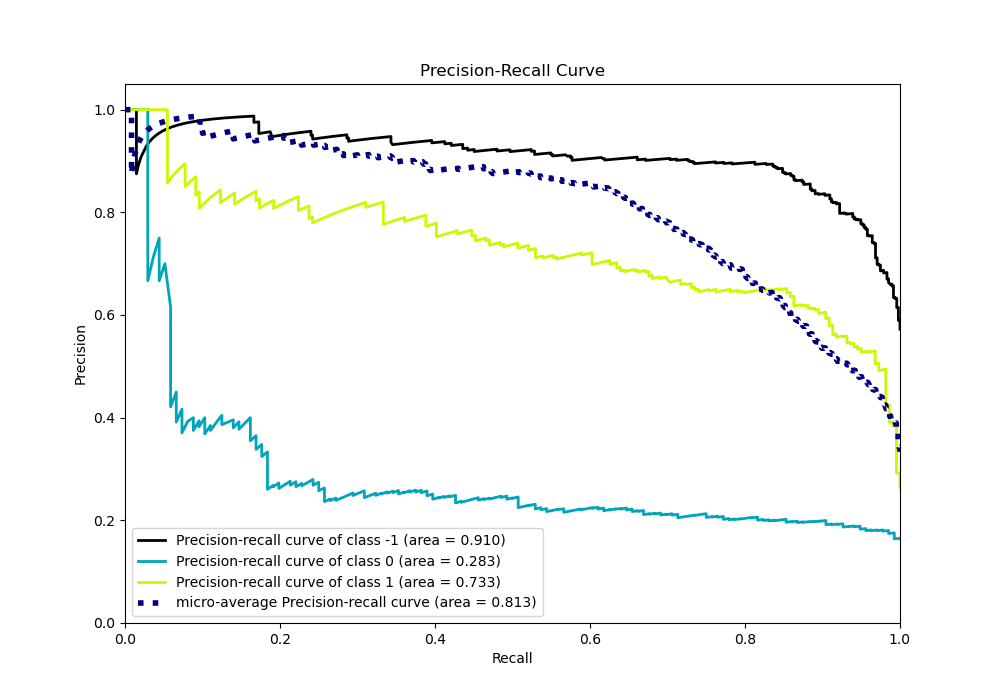 Precision-Recall Curve
1.0
0.8
0.6
0.4
0.2
0.0
Precision
Precision-recall curve of class -1 (area = 0.910)
Precision-recall curve of class 0 (area = 0.283)
Precision-recall curve of class 1 (area = 0.733)
micro-average Precision-recall curve (area = 0.813)
0.0 0.2 0.4 0.6 0.8 1.0
Recall